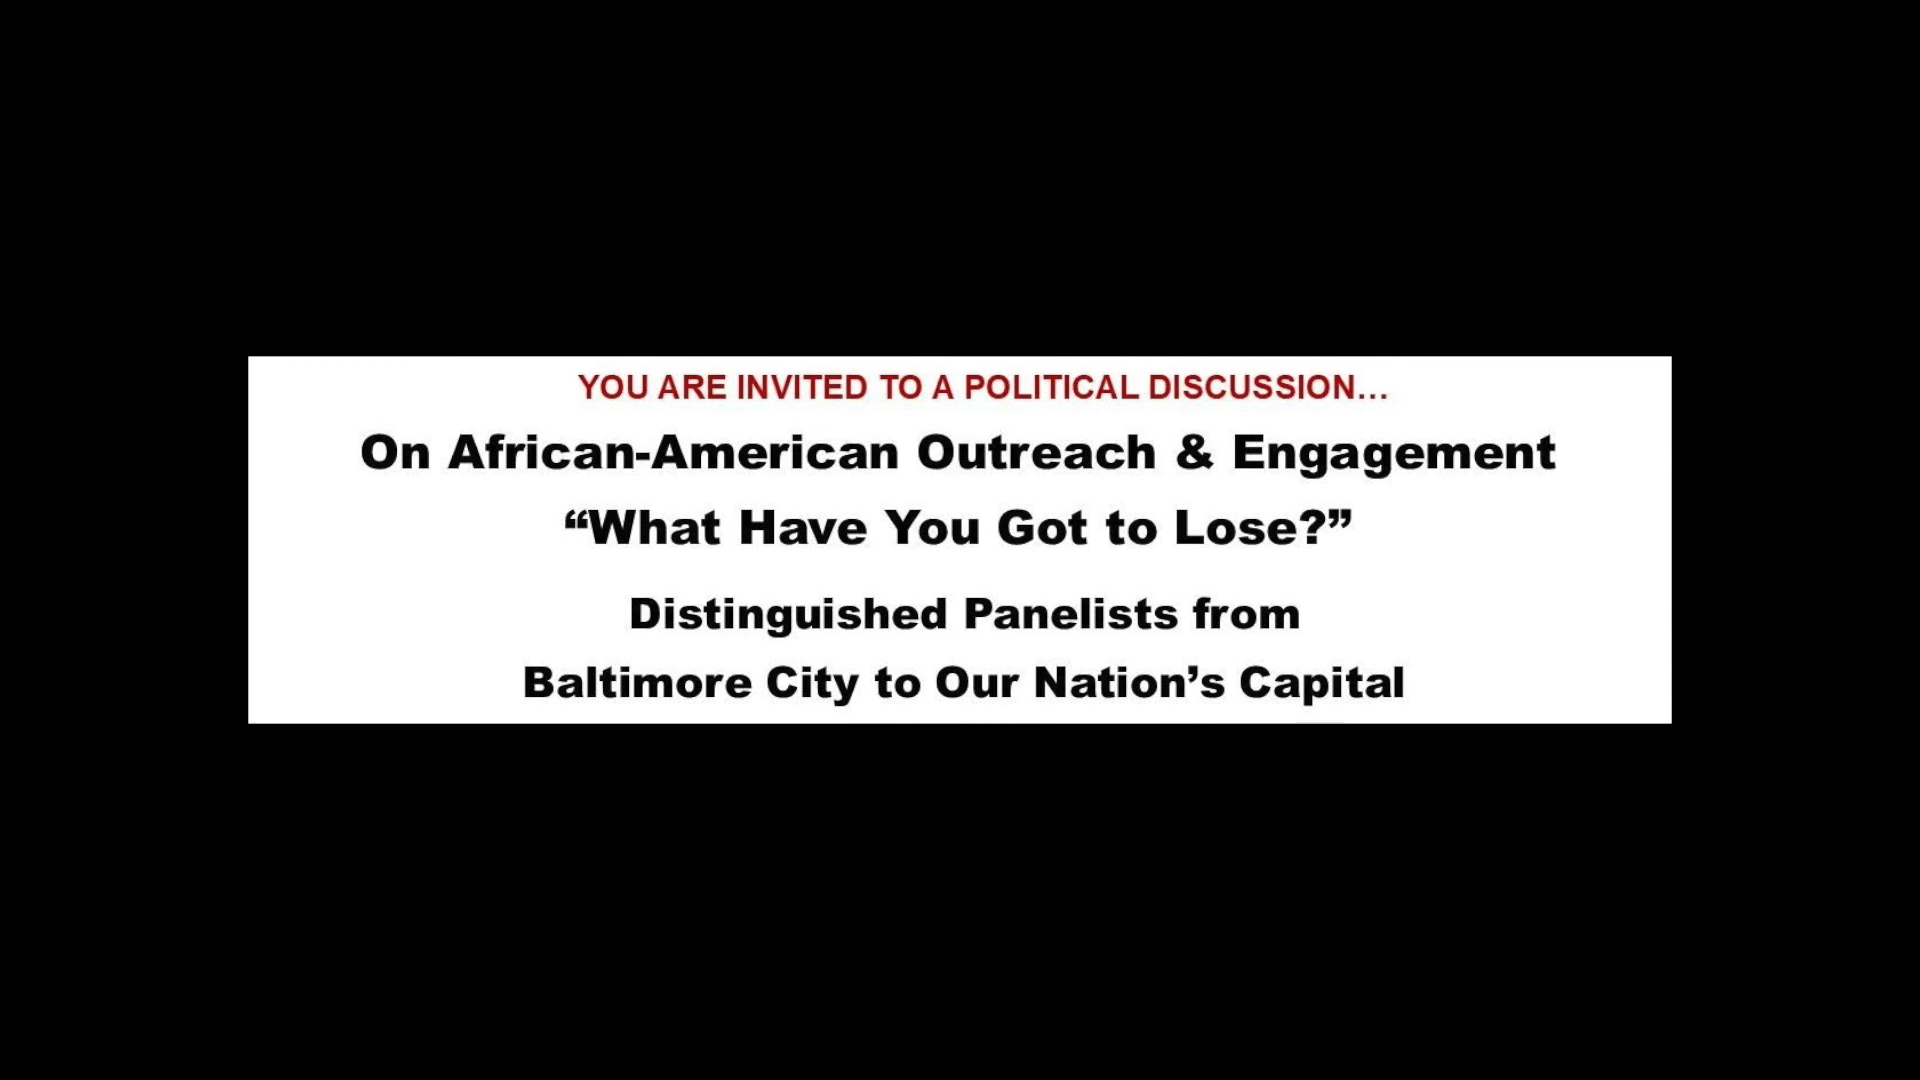 YOU ARE INVITED TO A POLITICAL DISCUSSION…
On African-American Outreach & Engagement
“What Have You Got to Lose?”
Distinguished Panelists from
Baltimore City to Our Nation’s Capital